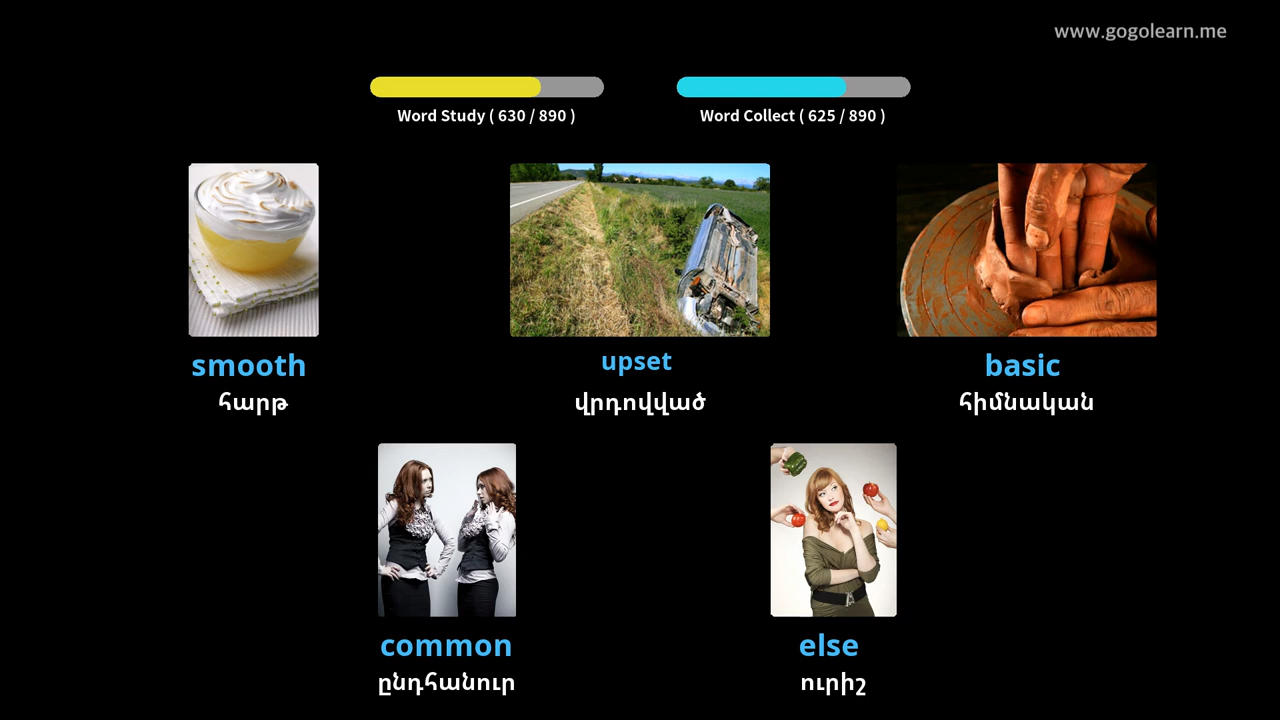 www.gogolearn.me
Word Study ( 630 / 890 )
Word Collect ( 625 / 890 )
smooth
հարթ
upset
վրդովված
basic
հիմնական
common
ընդհանուր
else
ուրիշ